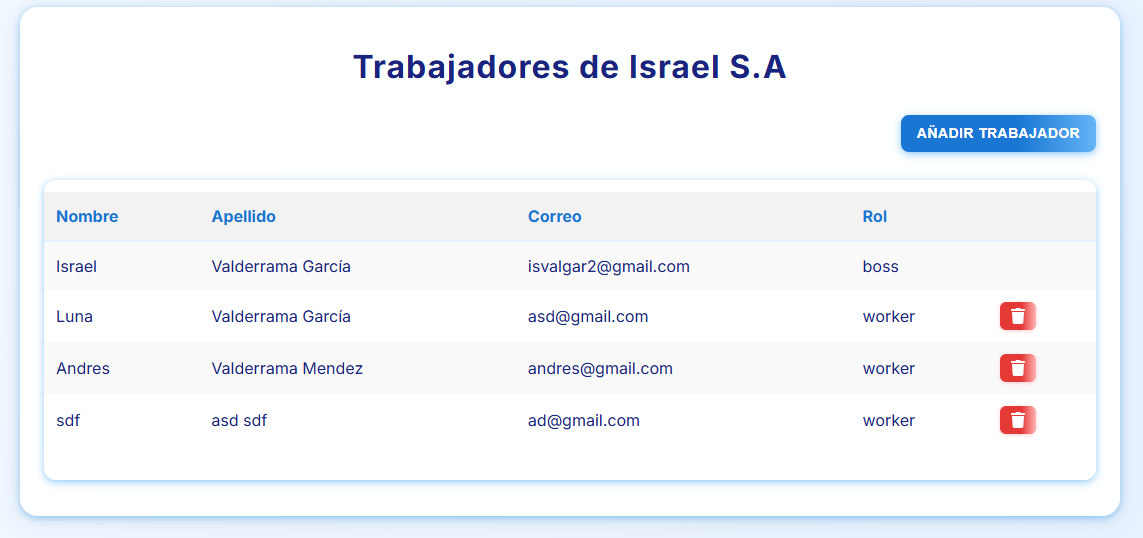 Trabajadores de Israel S.A
AÑADIR TRABAJADOR
Nombre Apellido Correo Rol
Israel Valderrama García isvalgar2@gmail.com boss
Luna Valderrama García asd@gmail.com worker
Andres Valderrama Mendez andres@gmail.com worker
sdf asd sdf ad@gmail.com worker